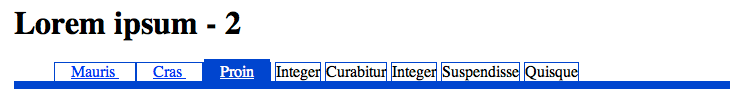 Lorem ipsum - 2
Mauris Cras Proin Integer Curabitur Integer Suspendisse Quisque